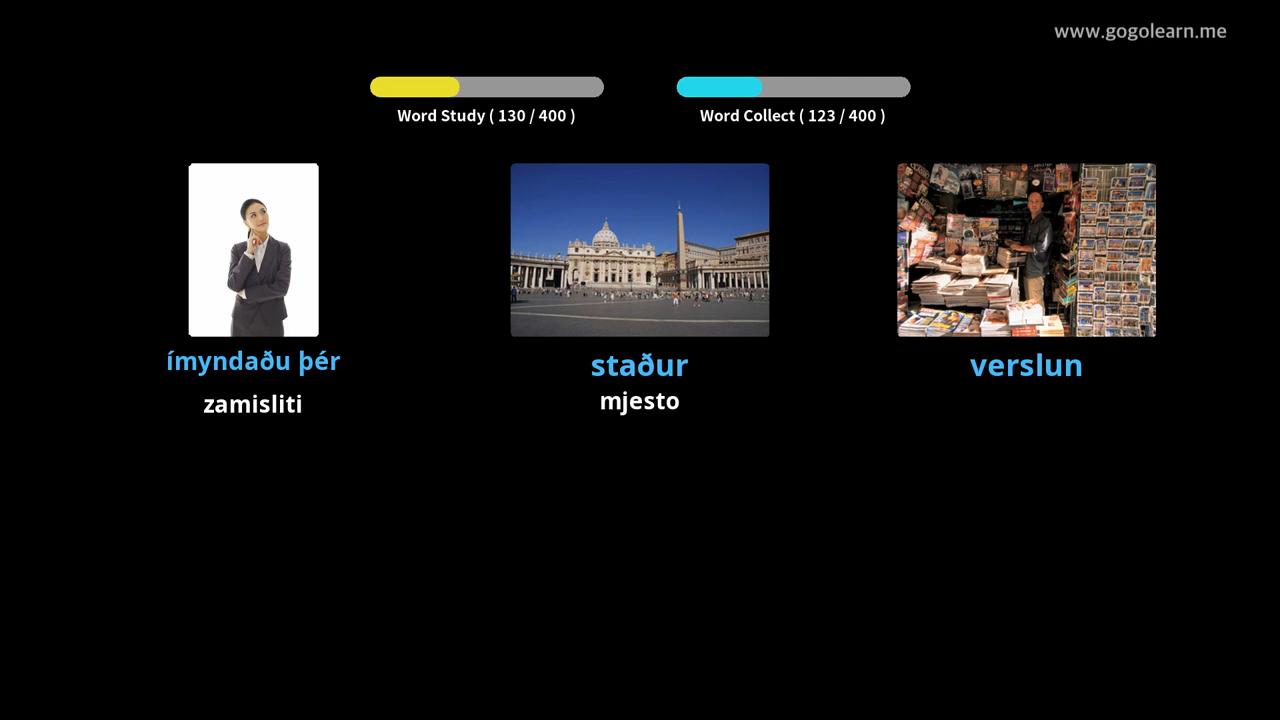 www.gogolearn.me
Word Study ( 130 / 400 )
Word Collect ( 123 / 400 )
ímyndaðu þér
staður
verslun
zamisliti
mjesto